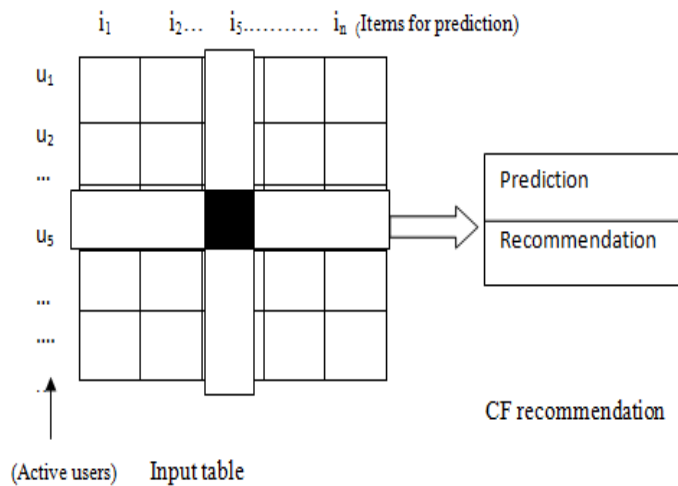 i1 i2... i5........... in (Items for prediction)
u1
u2
...
u5
...
....
..
Prediction
Recommendation
CF recommendation
(Active users) Input table